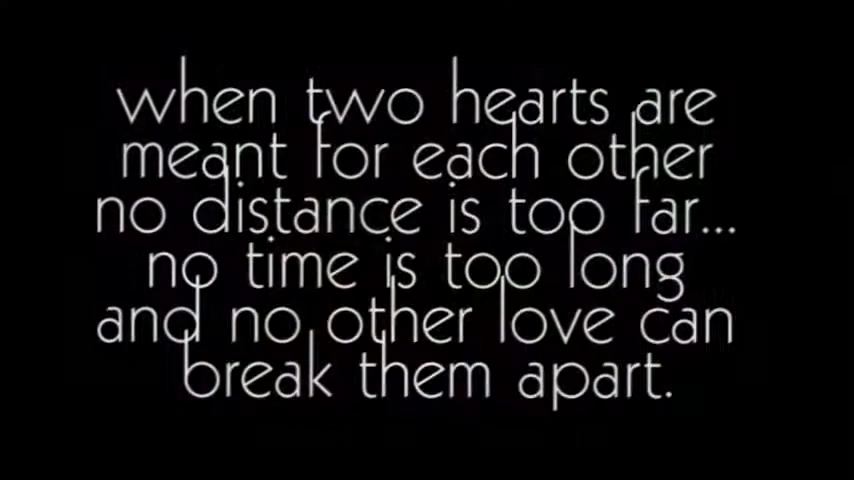 when two hearts are
meant for each other
no distance is too far...
no time is too long
and no other love can
break them apart.